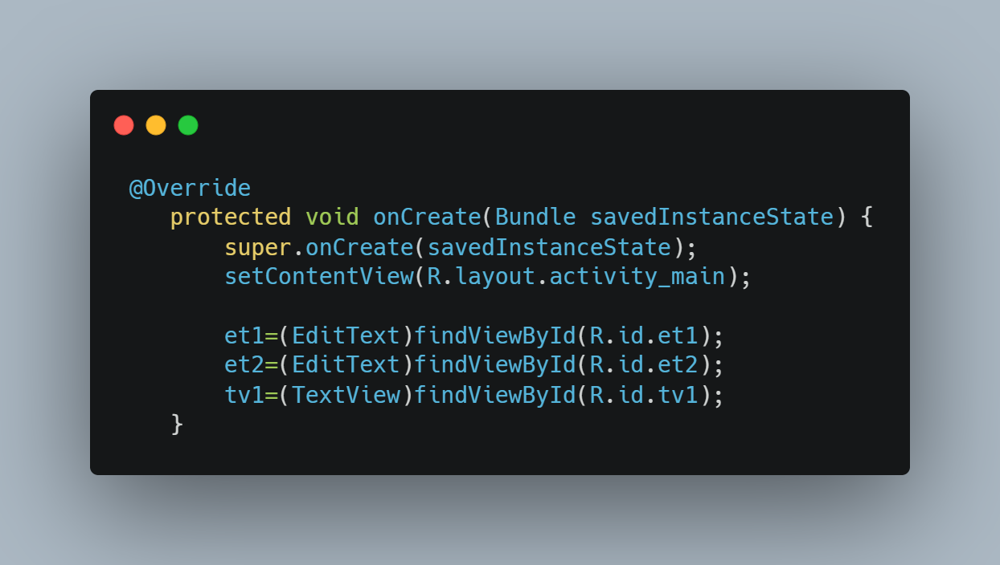 @Override
   protected void onCreate(Bundle savedInstanceState) {
       super.onCreate(savedInstanceState);
       setContentView(R.layout.activity_main);

       et1=(EditText)findViewById(R.id.et1);
       et2=(EditText)findViewById(R.id.et2);
       tv1=(TextView)findViewById(R.id.tv1);
   }